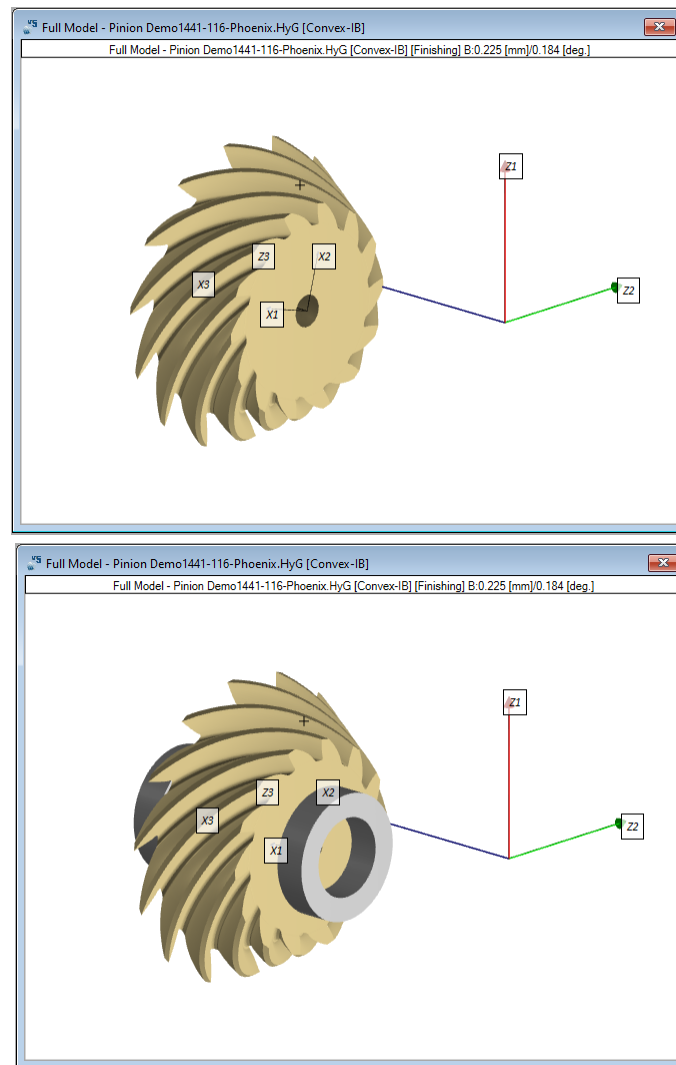 Full Model - Pinion Demo1441-116-Phoenix.HyG [Convex-IB]
Full Model - Pinion Demo1441-116-Phoenix.HyG [Convex-IB] [Finishing] B:0.225 [mm]/0.184 [deg.]
Z1
Z3
X2
X3
Z2
X1
Full Model - Pinion Demo1441-116-Phoenix.HyG [Convex-IB]
Full Model - Pinion Demo1441-116-Phoenix.HyG [Convex-IB] [Finishing] B:0.225 [mm]/0.184 [deg.]
Z1
Z3
X2
X3
Z2
X1